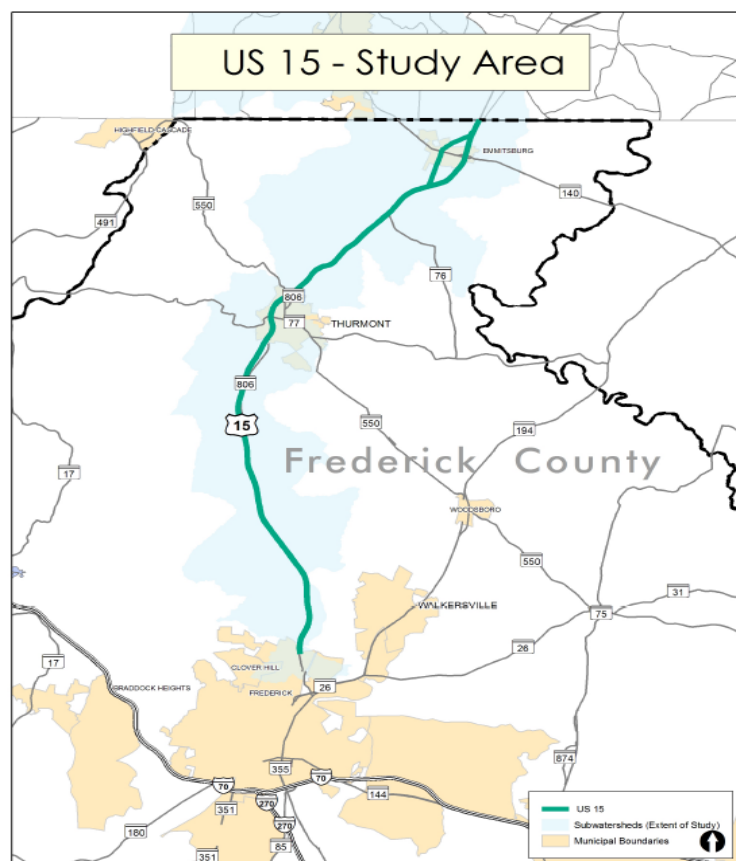 US 15 - Study Area
HIGHFIELD CASCADE
EMMITSBURG
140
550
491
76
806
77
THURMONT
806
15
550
194
Frederick County
17
WOODSBORO
550
31
WALKERSVILLE
75
26
17
CLOVER HILL
BRADDOCK HEIGHTS
26
FREDERICK
874
355
70
70
144
351
270
180
270
85
351
US 15
Subwatersheds (Extent of Study)
Municipal Boundaries